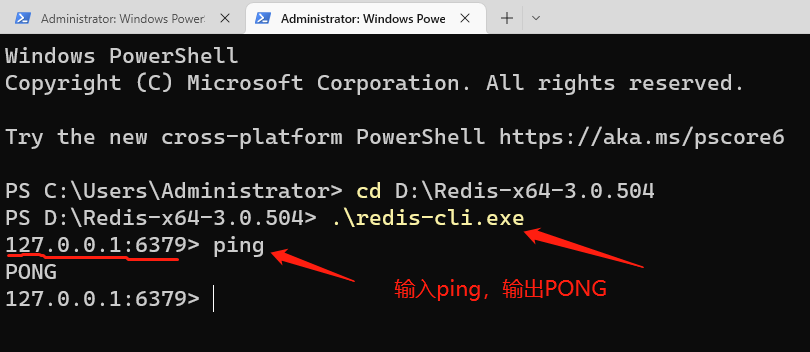 Administrator: Windows Power
Administrator: Windows Powe
Windows PowerShell
Copyright (C) Microsoft Corporation. All rights reserved.
Try the new cross-platform PowerShell https://aka.ms/pscore6
PS C:\Users\Administrator> cd D:\Redis-x64-3.0.504
PS D:\Redis-x64-3.0.504> .\redis-cli.exe
127.0.0.1:6379> ping
PONG
输入ping，输出PONG
127.0.0.1:6379>